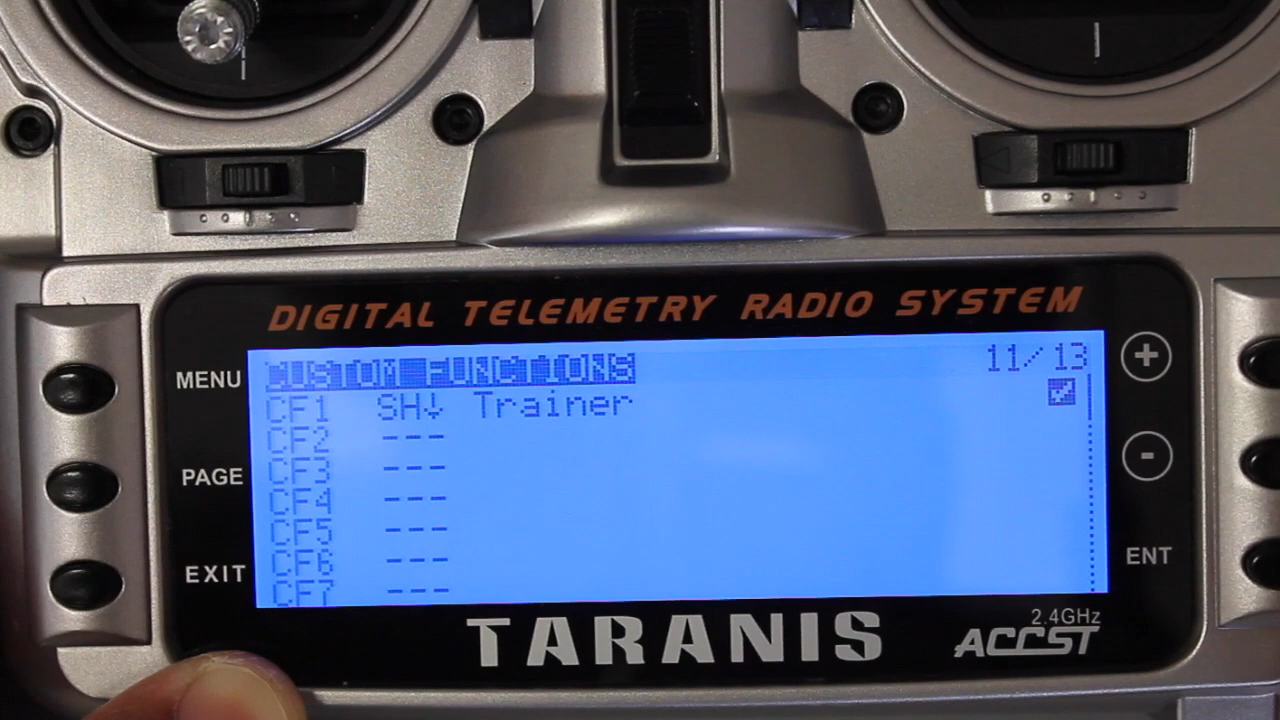 DIGITAL TELEMETRY RADIO SYSTEM
CUSTOM FUNCTIONS 11/13
CF1 SH↓ Trainer
CF2 ---
CF3 ---
CF4 ---
CF5 ---
CF6 ---
CF7 ---
MENU
PAGE
EXIT
+
-
ENT
TARANIS
2.4GHz
ACCST